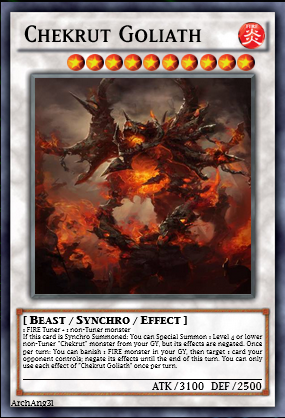 CHEKRUT GOLIATH
FIRE
炎
[ BEAST / SYNCHRO / EFFECT ]
1 FIRE Tuner + 1 non-Tuner monster
If this card is Synchro Summoned: You can Special Summon 1 Level 4 or lower
non-Tuner "Chekrut" monster from your GY, but its effects are negated. Once
per turn: You can banish 1 FIRE monster in your GY, then target 1 card your
opponent controls; negate its effects until the end of this turn. You can only
use each effect of "Chekrut Goliath" once per turn.
ATK/3100 DEF/2500
ArchAng3l